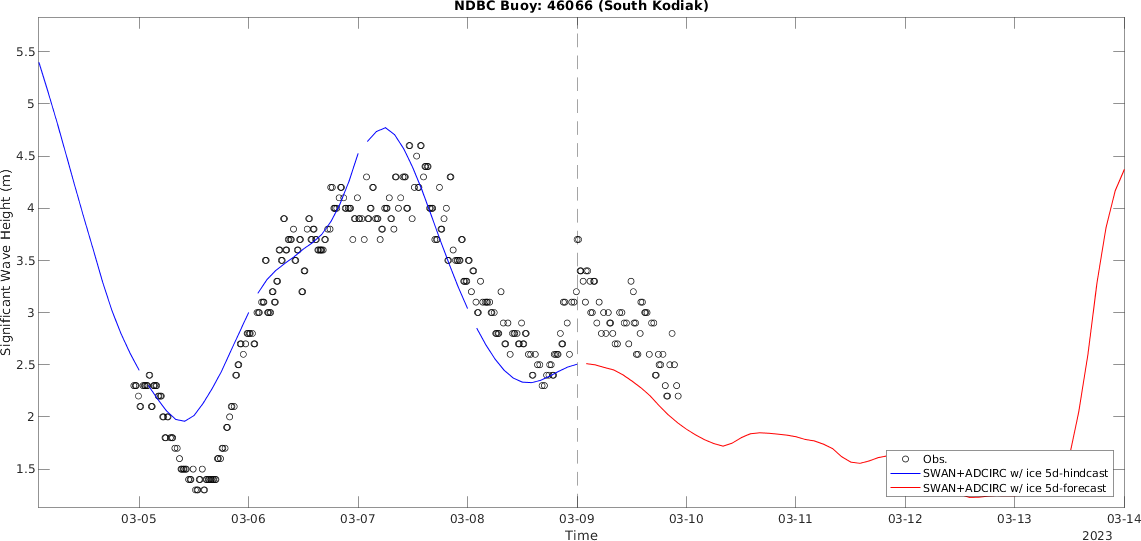 NDBC Buoy: 46066 (South Kodiak)
5.5
5
4.5
4
3.5
3
2.5
2
1.5
Significant Wave Height (m)
Obs.
SWAN+ADCIRC w/ ice 5d-hindcast
SWAN+ADCIRC w/ ice 5d-forecast
03-05 03-06 03-07 03-08 03-09 03-10 03-11 03-12 03-13 03-14
Time
2023